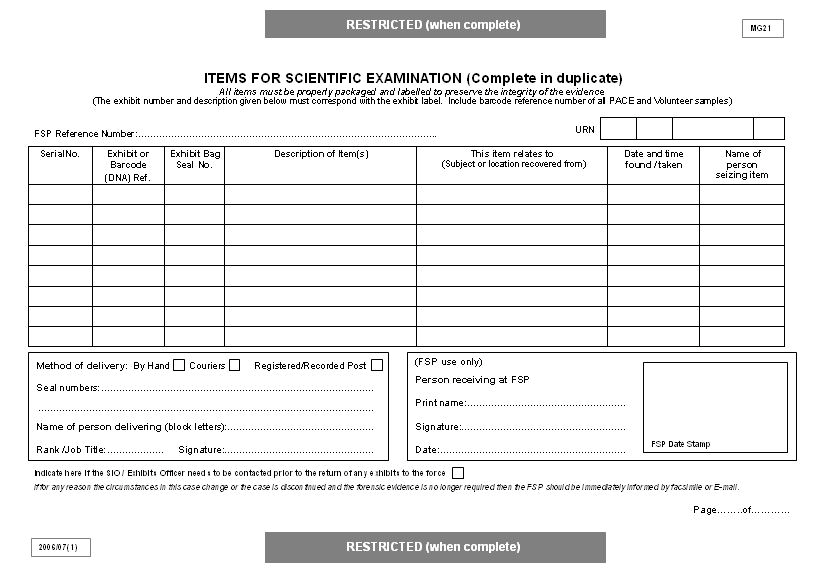 RESTRICTED (when complete)
MG21
ITEMS FOR SCIENTIFIC EXAMINATION (Complete in duplicate)
All items must be properly packaged and labelled to preserve the integrity of the evidence
(The exhibit number and description given below must correspond with the exhibit label. Include barcode reference number of all PACE and Volunteer samples)
FSP Reference Number:.......................................................................................................
URN
Serial No.
Exhibit or
Barcode
(DNA) Ref.
Exhibit Bag
Seal No.
Description of Item(s)
This item relates to
(Subject or location recovered from)
Date and time
found / taken
Name of
person
seizing item
Method of delivery: By Hand Couriers Registered/Recorded Post
Seal numbers:.............................................................................................
....................................................................................................................
Name of person delivering (block letters):..................................................
Rank /Job Title:................... Signature:..................................................
(FSP use only)
Person receiving at FSP
Print name:......................................................
Signature:........................................................
Date:................................................................
FSP Date Stamp
Indicate here if the SIO / Exhibits Officer needs to be contacted prior to the return of any exhibits to the force
If for any reason the circumstances in this case change or the case is discontinued and the forensic evidence is no longer required then the FSP should be immediately informed by facsimile or E-mail.
Page........of............
2006/07(1)
RESTRICTED (when complete)